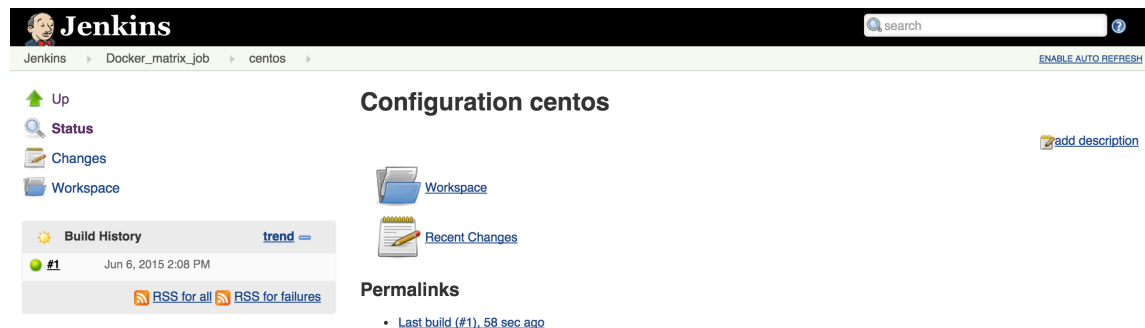 Jenkins
search
Jenkins Docker_matrix_job centos
ENABLE AUTO REFRESH
Up
Status
Changes
Workspace
Build History trend
#1 Jun 6, 2015 2:08 PM
RSS for all RSS for failures
Configuration centos
add description
Workspace
Recent Changes
Permalinks
Last build (#1), 58 sec ago